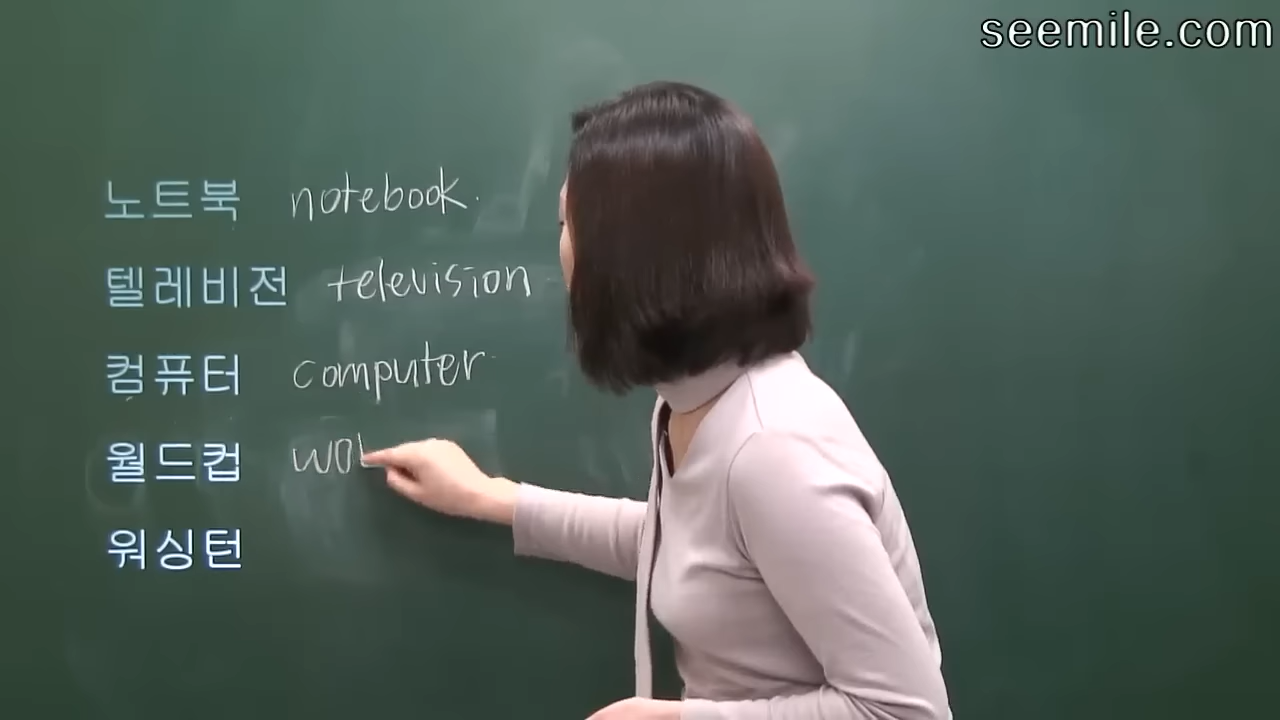 seemile.com
노트북 notebook.
텔레비전 television
컴퓨터 computer
월드컵 wo
워싱턴